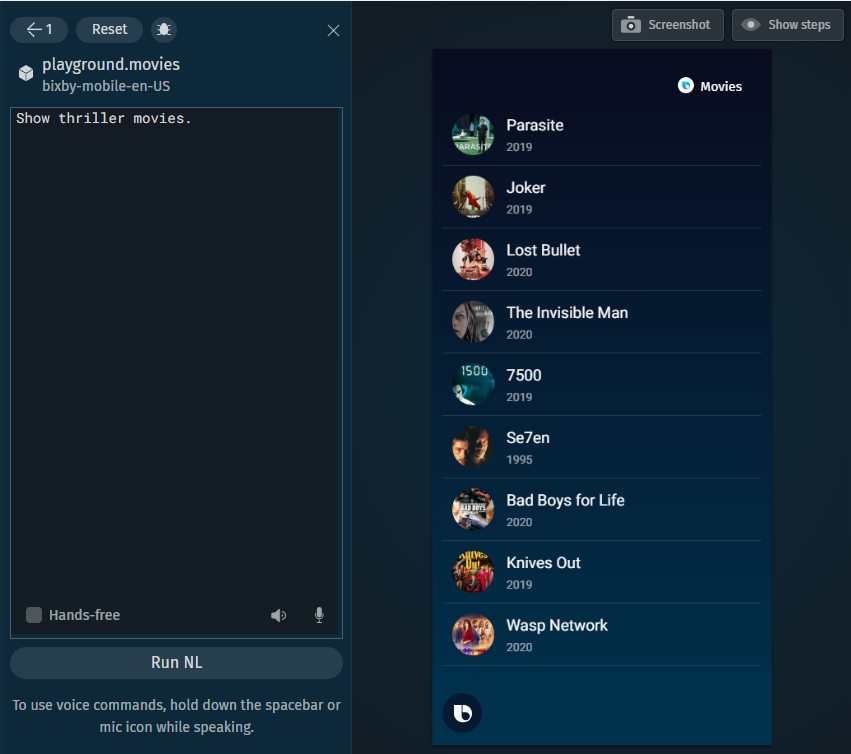 1
Reset
playground.movies
bixby-mobile-en-US
Show thriller movies.
Hands-free
Run NL
To use voice commands, hold down the spacebar or
mic icon while speaking.
Screenshot
Show steps
Movies
Parasite
2019
PARASIT
Joker
2019
Lost Bullet
2020
The Invisible Man
2020
7500
2019
Se7en
1995
Bad Boys for Life
2020
BAD BOYS
Knives Out
2019
Wasp Network
2020